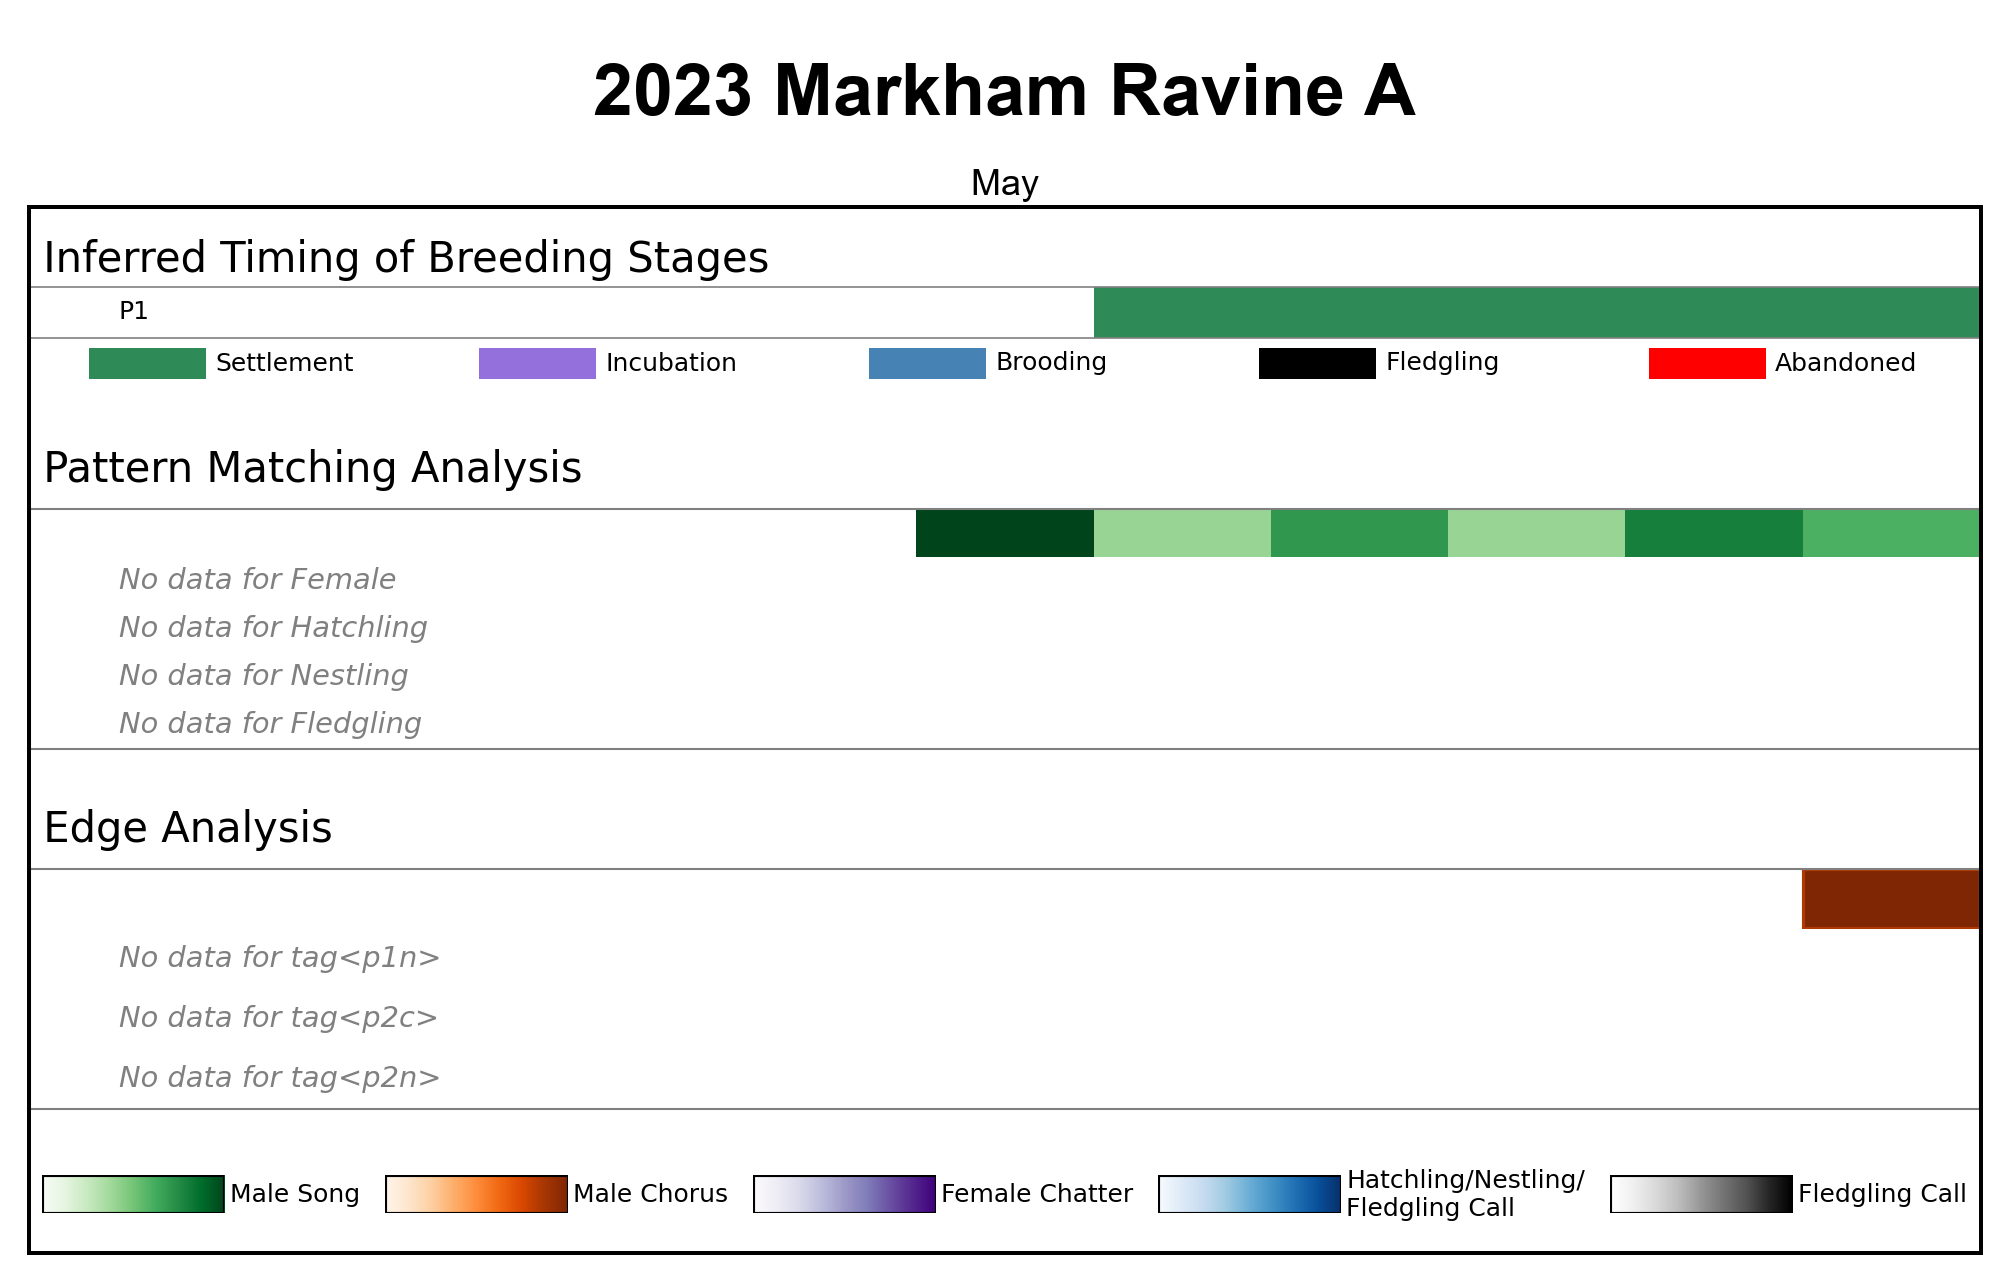 2023 Markham Ravine A
May
Inferred Timing of Breeding Stages
P1
Settlement Incubation Brooding Fledgling Abandoned
Pattern Matching Analysis
No data for Female
No data for Hatchling
No data for Nestling
No data for Fledgling
Edge Analysis
No data for tag<p1n>
No data for tag<p2c>
No data for tag<p2n>
Male Song Male Chorus Female Chatter Hatchling/Nestling/
Fledgling Call Fledgling Call